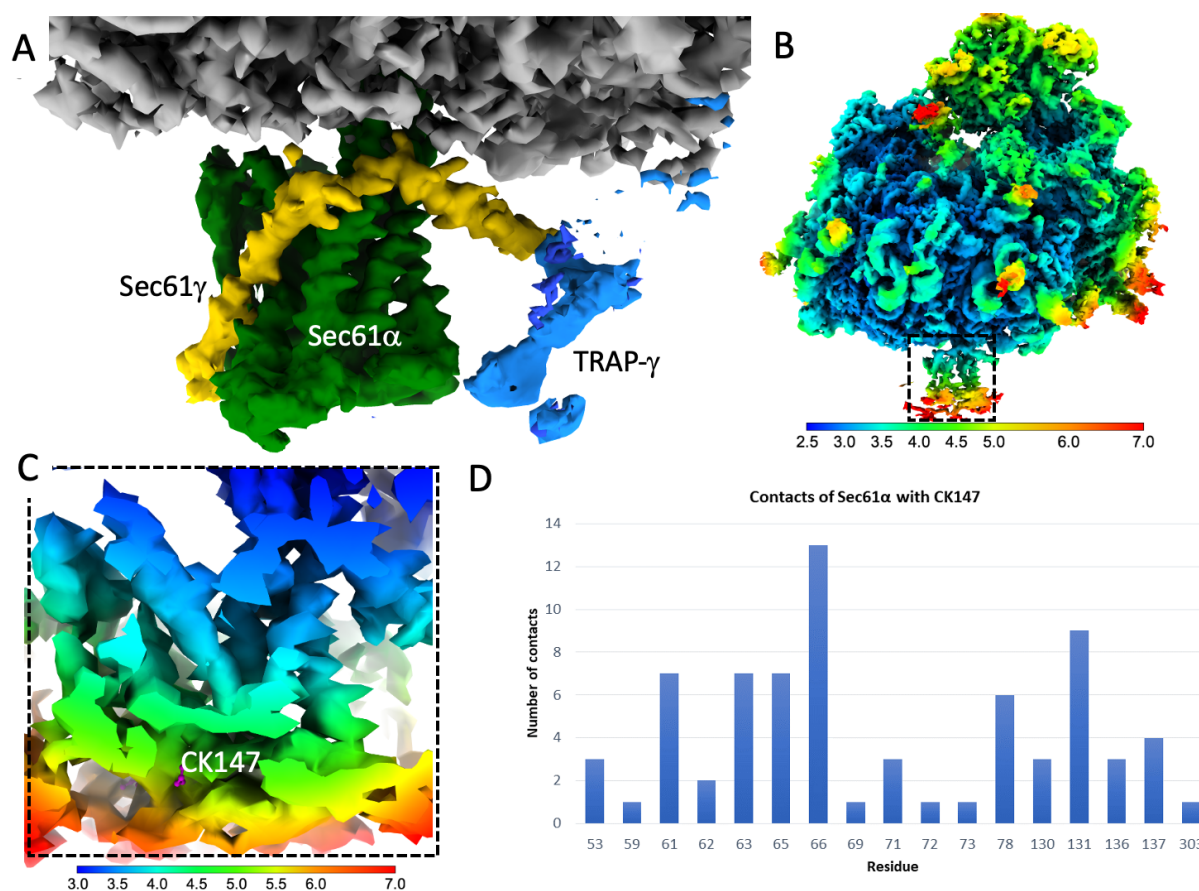 A
Sec61γ
Sec61α
TRAP-γ
B
2.5 3.0 3.5 4.0 4.5 5.0 6.0 7.0
C
CK147
3.0 3.5 4.0 4.5 5.0 5.5 6.0 7.0
D
Contacts of Sec61α with CK147
Number of contacts
14
12
10
8
6
4
2
0
53 59 61 62 63 65 66 69 71 72 73 78 130 131 136 137 303
Residue